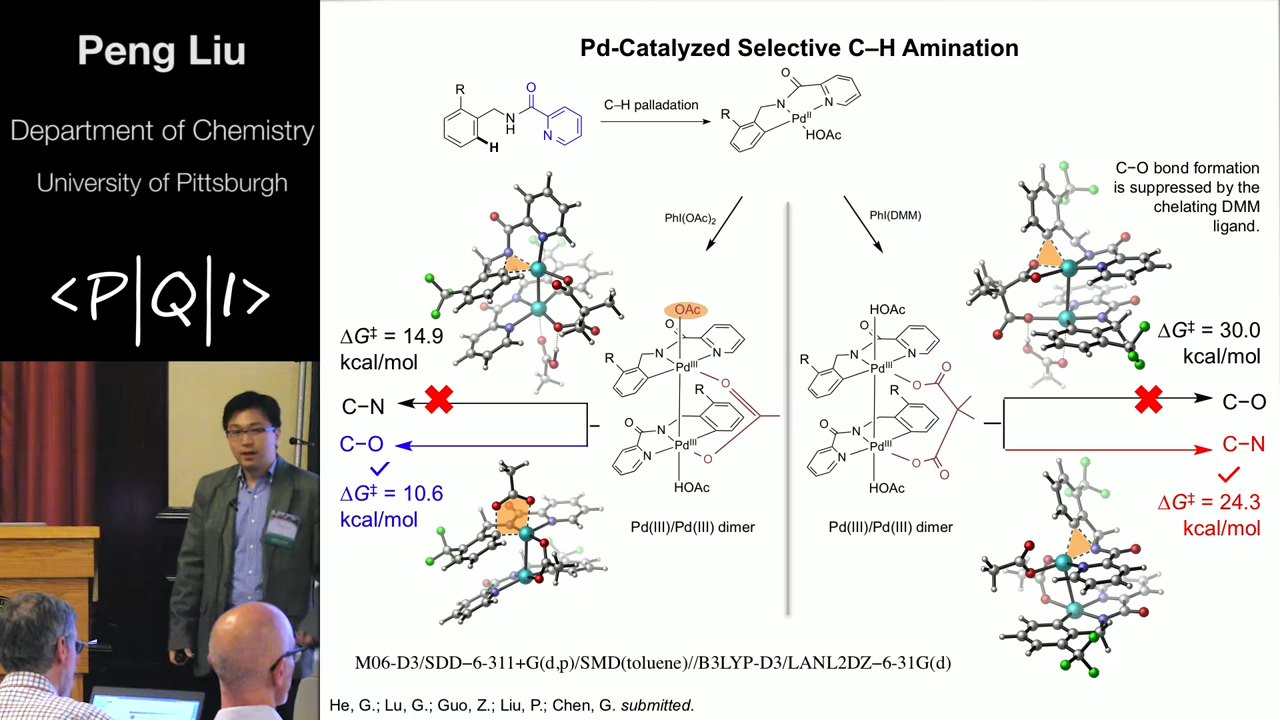 Peng Liu
Department of Chemistry
University of Pittsburgh
<P|Q|I>
Pd-Catalyzed Selective C–H Amination
R
O
N
H
N
H
C–H palladation
O
N
R
N
Pd^II
HOAc
PhI(OAc)2
PhI(DMM)
C−O bond formation
is suppressed by the
chelating DMM
ligand.
ΔG‡ = 14.9
kcal/mol
C−N
C−O
✓
ΔG‡ = 10.6
kcal/mol
OAc
O
R
N
N
Pd^III
O
R
O
N
N
Pd^III
O
HOAc
Pd(III)/Pd(III) dimer
HOAc
O
R
N
N
Pd^III
O
O
R
O
N
N
Pd^III
O
O
HOAc
Pd(III)/Pd(III) dimer
ΔG‡ = 30.0
kcal/mol
C−O
C−N
✓
ΔG‡ = 24.3
kcal/mol
M06-D3/SDD−6-311+G(d,p)/SMD(toluene)//B3LYP-D3/LANL2DZ−6-31G(d)
He, G.; Lu, G.; Guo, Z.; Liu, P.; Chen, G. submitted.